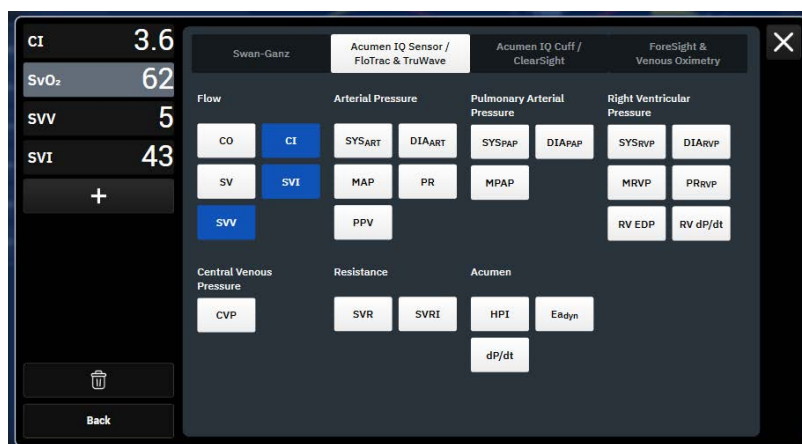 CI 3.6
SvO₂ 62
SVV 5
SVI 43
+
Back
Swan-Ganz
Acumen IQ Sensor /
FloTrac & TruWave
Acumen IQ Cuff /
ClearSight
ForeSight &
Venous Oximetry
Flow
CO CI
SV SVI
SVV
Arterial Pressure
SYSART DIAART
MAP PR
PPV
Pulmonary Arterial
Pressure
SYSPAP DIAPAP
MPAP
Right Ventricular
Pressure
SYSRVP DIARVP
MRVP PRRVP
RV EDP RV dP/dt
Central Venous
Pressure
CVP
Resistance
SVR SVRI
Acumen
HPI Eadyn
dP/dt